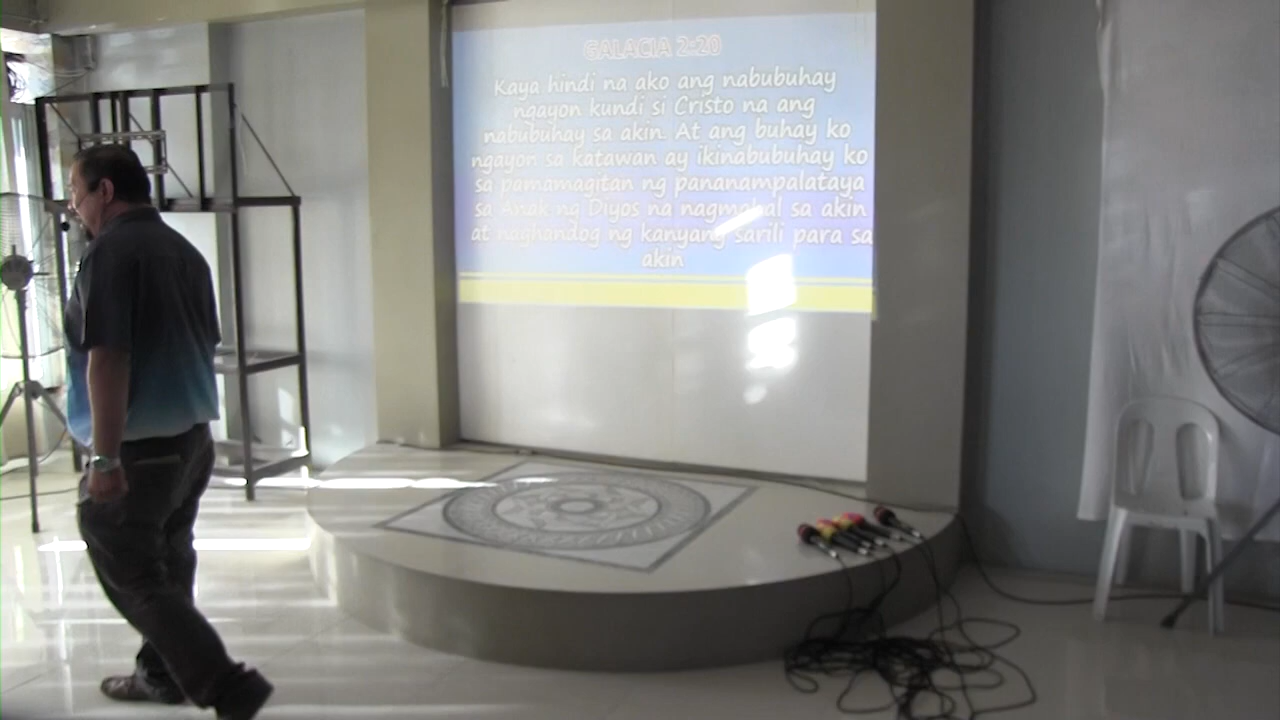 GALACIA 2:20
Kaya hindi na ako ang nabubuhay
ngayon kundi si Cristo na ang
nabubuhay sa akin. At ang buhay ko
ngayon sa katawan ay ikinabubuhay ko
sa pamamagitan ng pananampalataya
sa Anak ng Diyos na nagmahal sa akin
at naghandog ng kanyang sarili para sa
akin